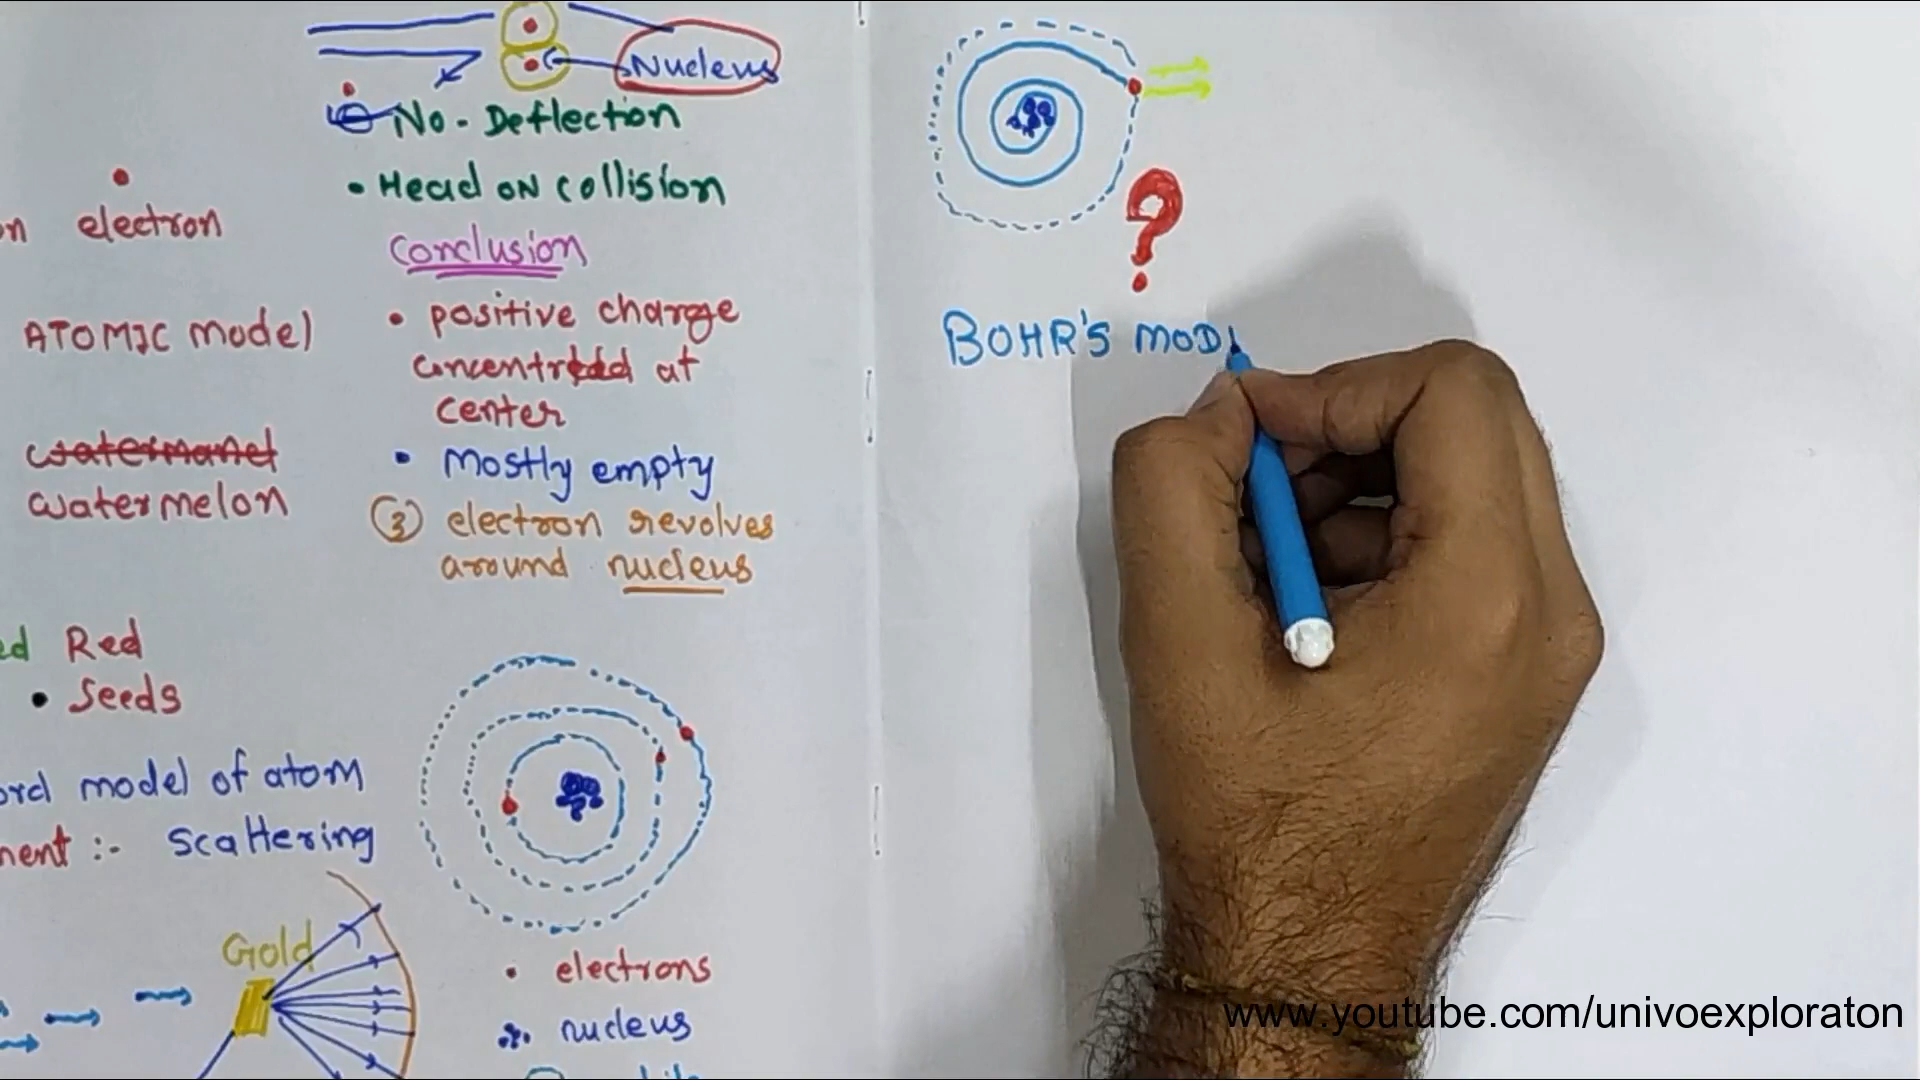 Nucleus
No - Deflection
• Head ON collision
Conclusion
• positive charge
concentrated at
center
• mostly empty
③ electron revolves
around nucleus
• electrons
nucleus
electron
ATOMIC model
watermanel
watermelon
Red
• Seeds
model of atom
:- scattering
Gold
?
BOHR'S MOD
www.youtube.com/univoexploraton